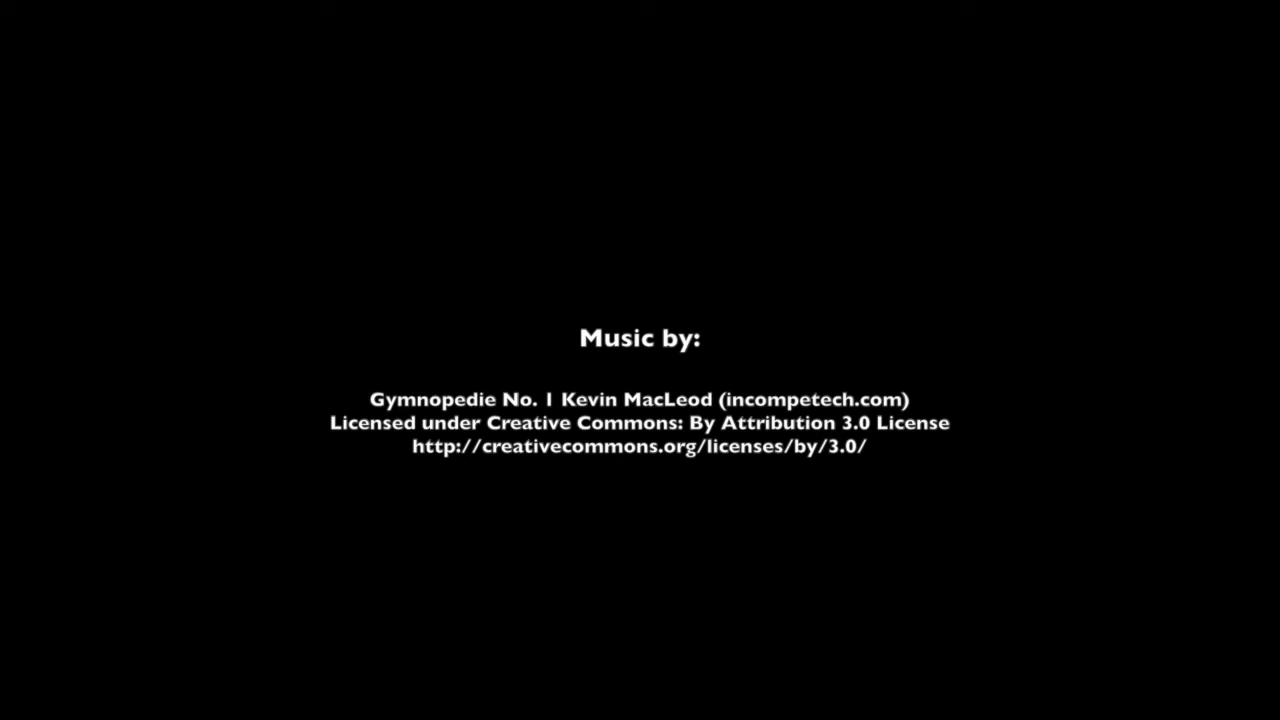 Music by:
Gymnopedie No. 1 Kevin MacLeod (incompetech.com)
Licensed under Creative Commons: By Attribution 3.0 License
http://creativecommons.org/licenses/by/3.0/